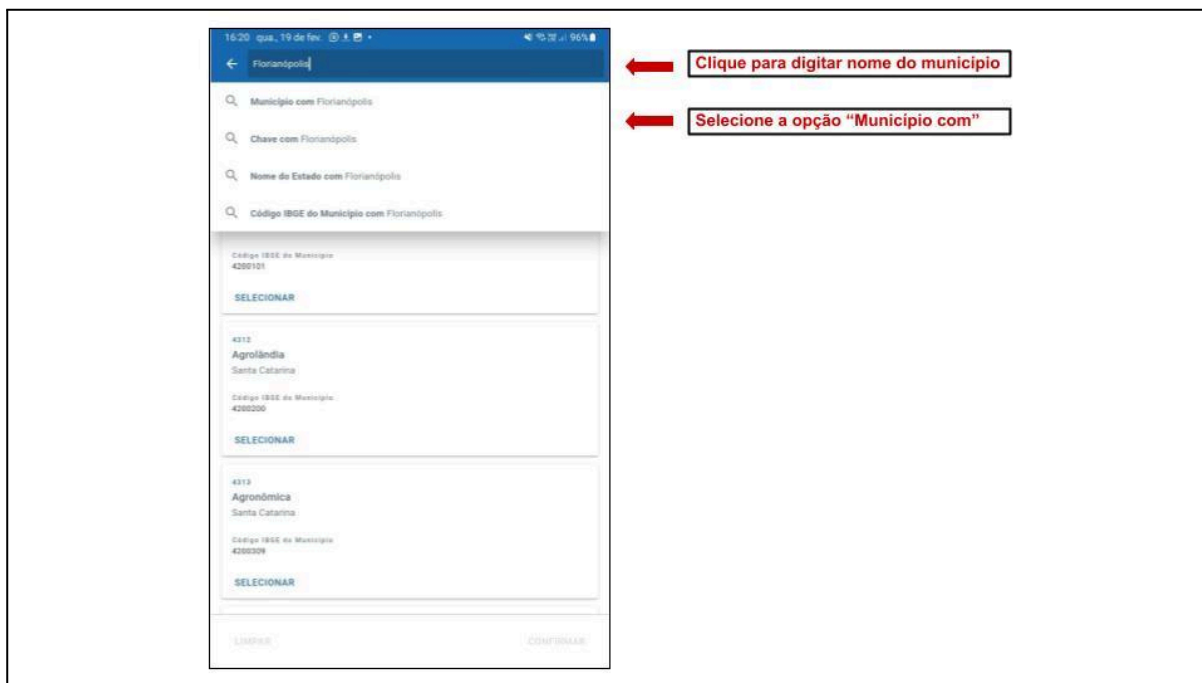 16:20 qua., 19 de fev.
96%
Florianópolis
Clique para digitar nome do municipio
Município com Florianópolis
Selecione a opção “Município com”
Chave com Florianópolis
Nome do Estado com Florianópolis
Código IBGE do Município com Florianópolis
Código IBGE do Município
4200101
SELECIONAR
4312
Agrolândia
Santa Catarina
Código IBGE do Município
4200200
SELECIONAR
4313
Agronômica
Santa Catarina
Código IBGE do Município
4200309
SELECIONAR
LIMPAR
CONFIRMAR